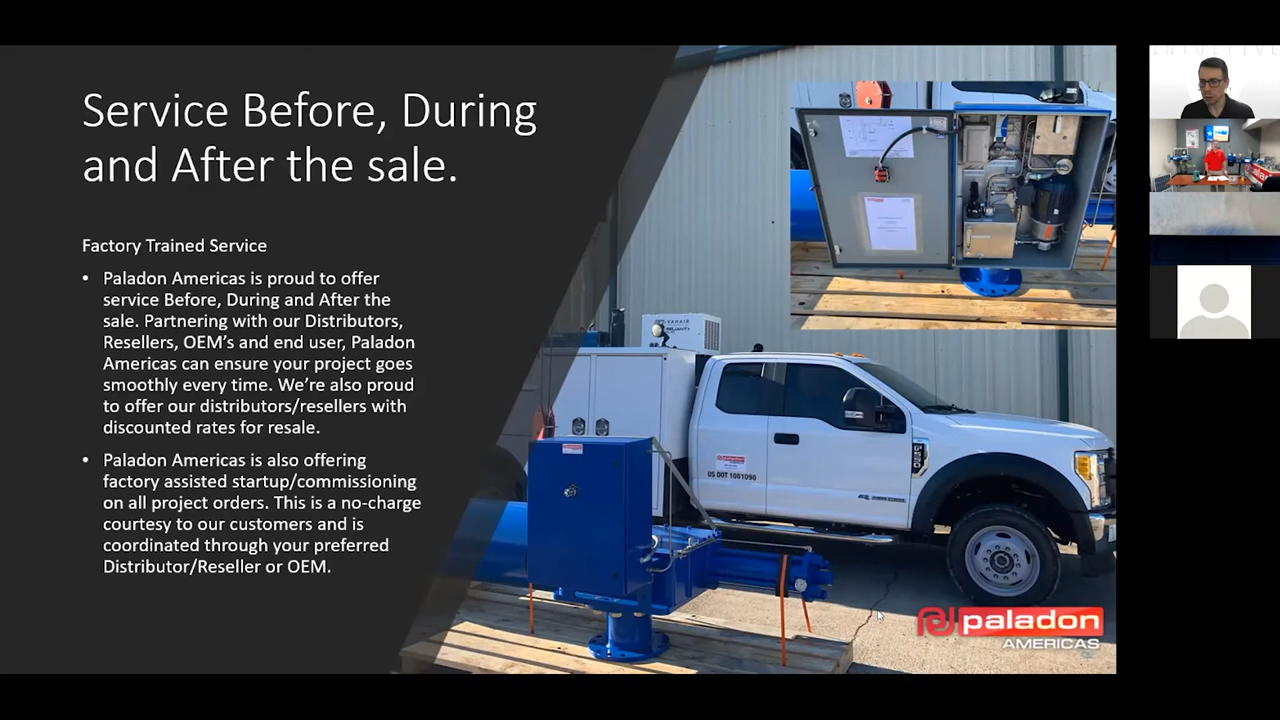 Service Before, During
and After the sale.
Factory Trained Service
• Paladon Americas is proud to offer
service Before, During and After the
sale. Partnering with our Distributors,
Resellers, OEM’s and end user, Paladon
Americas can ensure your project goes
smoothly every time. We’re also proud
to offer our distributors/resellers with
discounted rates for resale.
• Paladon Americas is also offering
factory assisted startup/commissioning
on all project orders. This is a no-charge
courtesy to our customers and is
coordinated through your preferred
Distributor/Reseller or OEM.
VANAIR
US DOT 1061090
F-550
paladon
AMERICAS
INTUITIVE